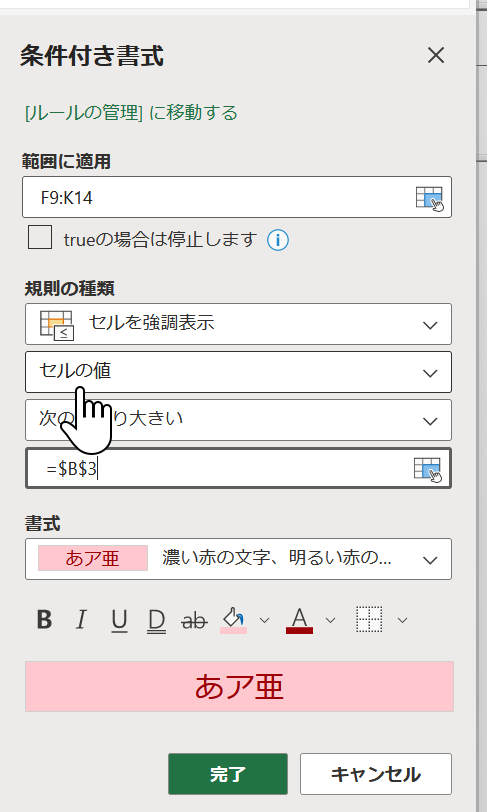 条件付き書式
[ルールの管理] に移動する
範囲に適用
F9:K14
trueの場合は停止します
規則の種類
セルを強調表示
セルの値
次の り大きい
=$B$3
書式
あア亜 濃い赤の文字、明るい赤の...
B I U D ab A
あア亜
完了 キャンセル